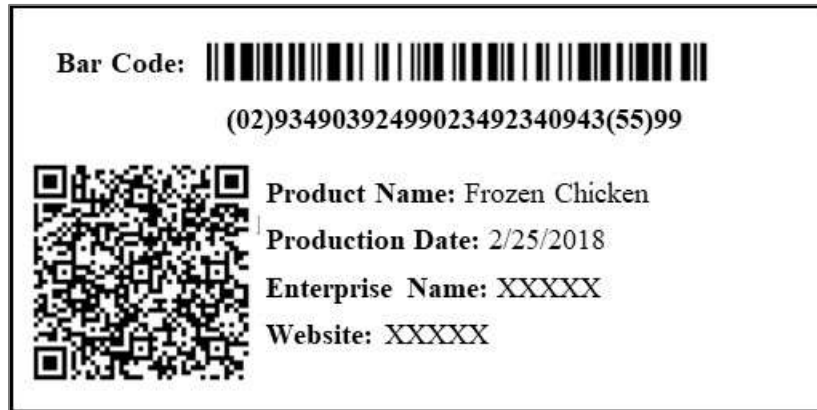 Bar Code:
(02)93490392499023492340943(55)99
Product Name: Frozen Chicken
Production Date: 2/25/2018
Enterprise Name: XXXXX
Website: XXXXX